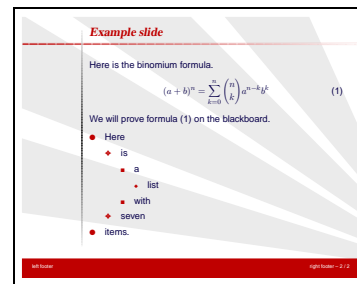 Example slide
Here is the binomium formula.
(a + b)^n = \sum_{k=0}^{n} \binom{n}{k} a^{n-k} b^k (1)
We will prove formula (1) on the blackboard.
Here
is
a
list
with
seven
items.
left footer right footer – 2 / 2